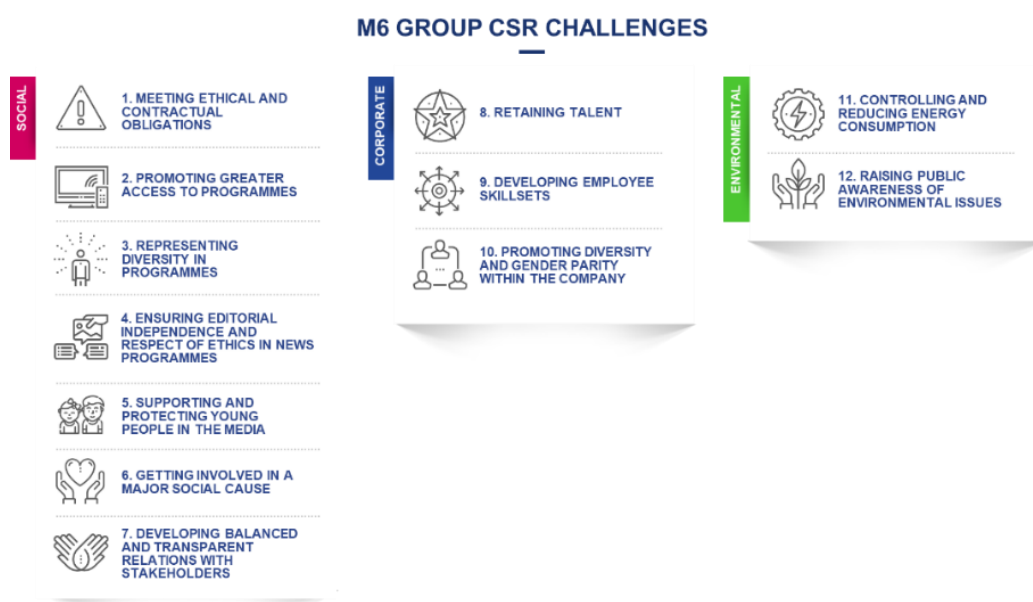 M6 GROUP CSR CHALLENGES
SOCIAL
1. MEETING ETHICAL AND
CONTRACTUAL
OBLIGATIONS
2. PROMOTING GREATER
ACCESS TO PROGRAMMES
3. REPRESENTING
DIVERSITY IN
PROGRAMMES
4. ENSURING EDITORIAL
INDEPENDENCE AND
RESPECT OF ETHICS IN NEWS
PROGRAMMES
5. SUPPORTING AND
PROTECTING YOUNG
PEOPLE IN THE MEDIA
6. GETTING INVOLVED IN A
MAJOR SOCIAL CAUSE
7. DEVELOPING BALANCED
AND TRANSPARENT
RELATIONS WITH
STAKEHOLDERS
CORPORATE
8. RETAINING TALENT
9. DEVELOPING EMPLOYEE
SKILLSETS
10. PROMOTING DIVERSITY
AND GENDER PARITY
WITHIN THE COMPANY
ENVIRONMENTAL
11. CONTROLLING AND
REDUCING ENERGY
CONSUMPTION
12. RAISING PUBLIC
AWARENESS OF
ENVIRONMENTAL ISSUES